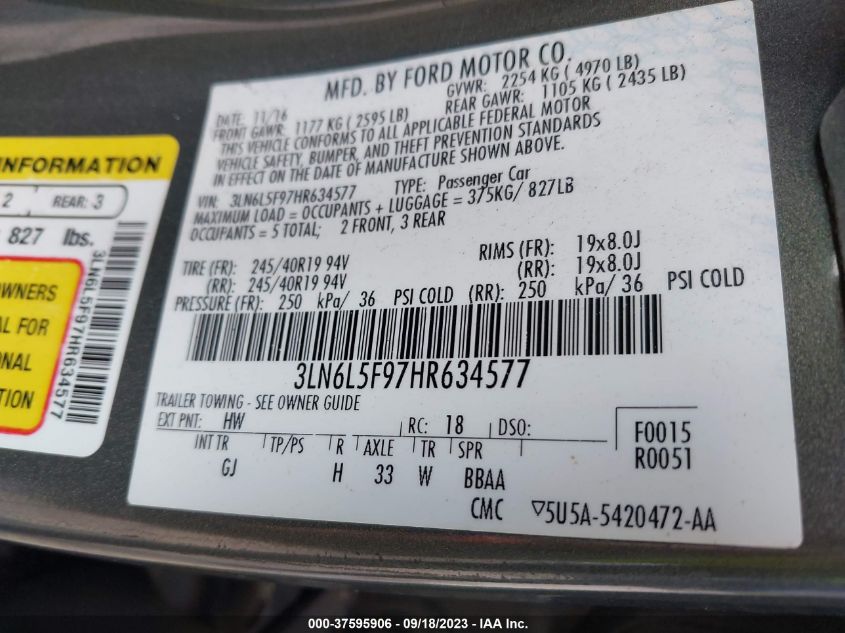 MFD. BY FORD MOTOR CO.
DATE: 11/16 GVWR: 2254 KG ( 4970 LB)
FRONT GAWR: 1177 KG ( 2595 LB) REAR GAWR: 1105 KG ( 2435 LB)
THIS VEHICLE CONFORMS TO ALL APPLICABLE FEDERAL MOTOR
VEHICLE SAFETY, BUMPER, AND THEFT PREVENTION STANDARDS
IN EFFECT ON THE DATE OF MANUFACTURE SHOWN ABOVE.
VIN: 3LN6L5F97HR634577 TYPE: Passenger Car
MAXIMUM LOAD = OCCUPANTS + LUGGAGE = 375KG/ 827LB
OCCUPANTS = 5 TOTAL; 2 FRONT, 3 REAR
TIRE (FR): 245/40R19 94V RIMS (FR): 19x8.0J
(RR): 245/40R19 94V (RR): 19x8.0J
PRESSURE (FR): 250 kPa/ 36 PSI COLD (RR): 250 kPa/ 36 PSI COLD
3LN6L5F97HR634577
TRAILER TOWING - SEE OWNER GUIDE
EXT PNT: HW RC: 18 DSO: F0015
R0051
INT TR TP/PS R AXLE TR SPR
GJ H 33 W BBAA
CMC ▽5U5A-5420472-AA
INFORMATION
2 REAR: 3
827 lbs.
3LN6L5F97HR634577
OWNERS
FOR
TION
000-37595906 - 09/18/2023 - IAA Inc.